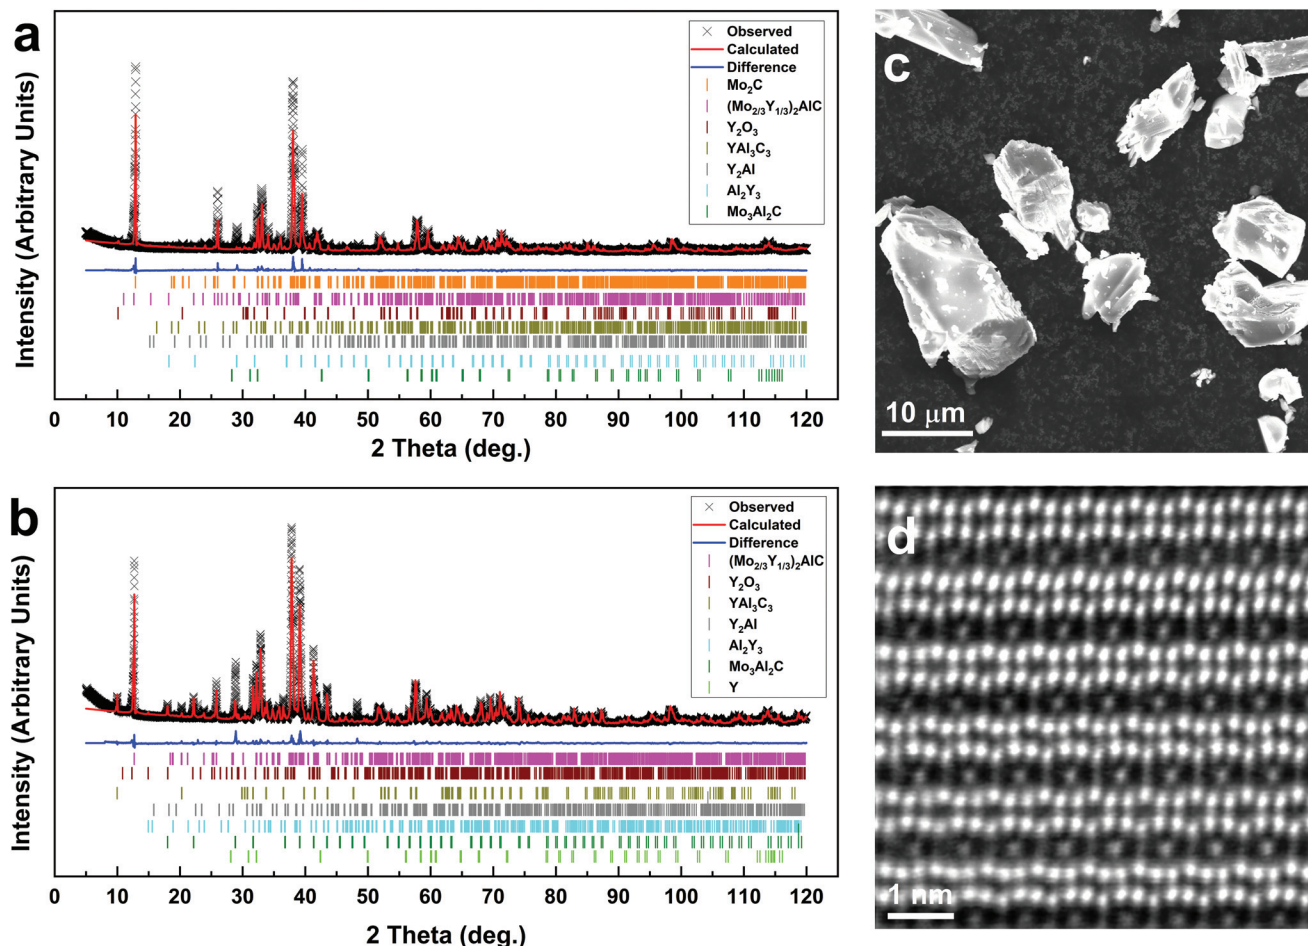 a
Intensity (Arbitrary Units)
Observed
Calculated
Difference
Mo₂C
(Mo₂/₃Y₁/₃)₂AlC
Y₂O₃
YAl₃C₃
Y₂Al
Al₂Y₃
Mo₃Al₂C
0 10 20 30 40 50 60 70 80 90 100 110 120
2 Theta (deg.)
b
Intensity (Arbitrary Units)
Observed
Calculated
Difference
(Mo₂/₃Y₁/₃)₂AlC
Y₂O₃
YAl₃C₃
Y₂Al
Al₂Y₃
Mo₃Al₂C
Y
0 10 20 30 40 50 60 70 80 90 100 110 120
2 Theta (deg.)
c
10 μm
d
1 nm